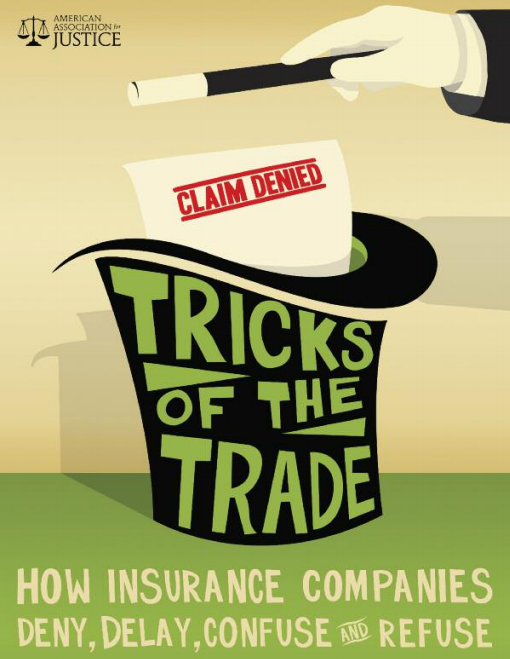 AMERICAN
ASSOCIATION for
JUSTICE
CLAIM DENIED
TRICKS
OF THE
TRADE
HOW INSURANCE COMPANIES
DENY, DELAY, CONFUSE AND REFUSE